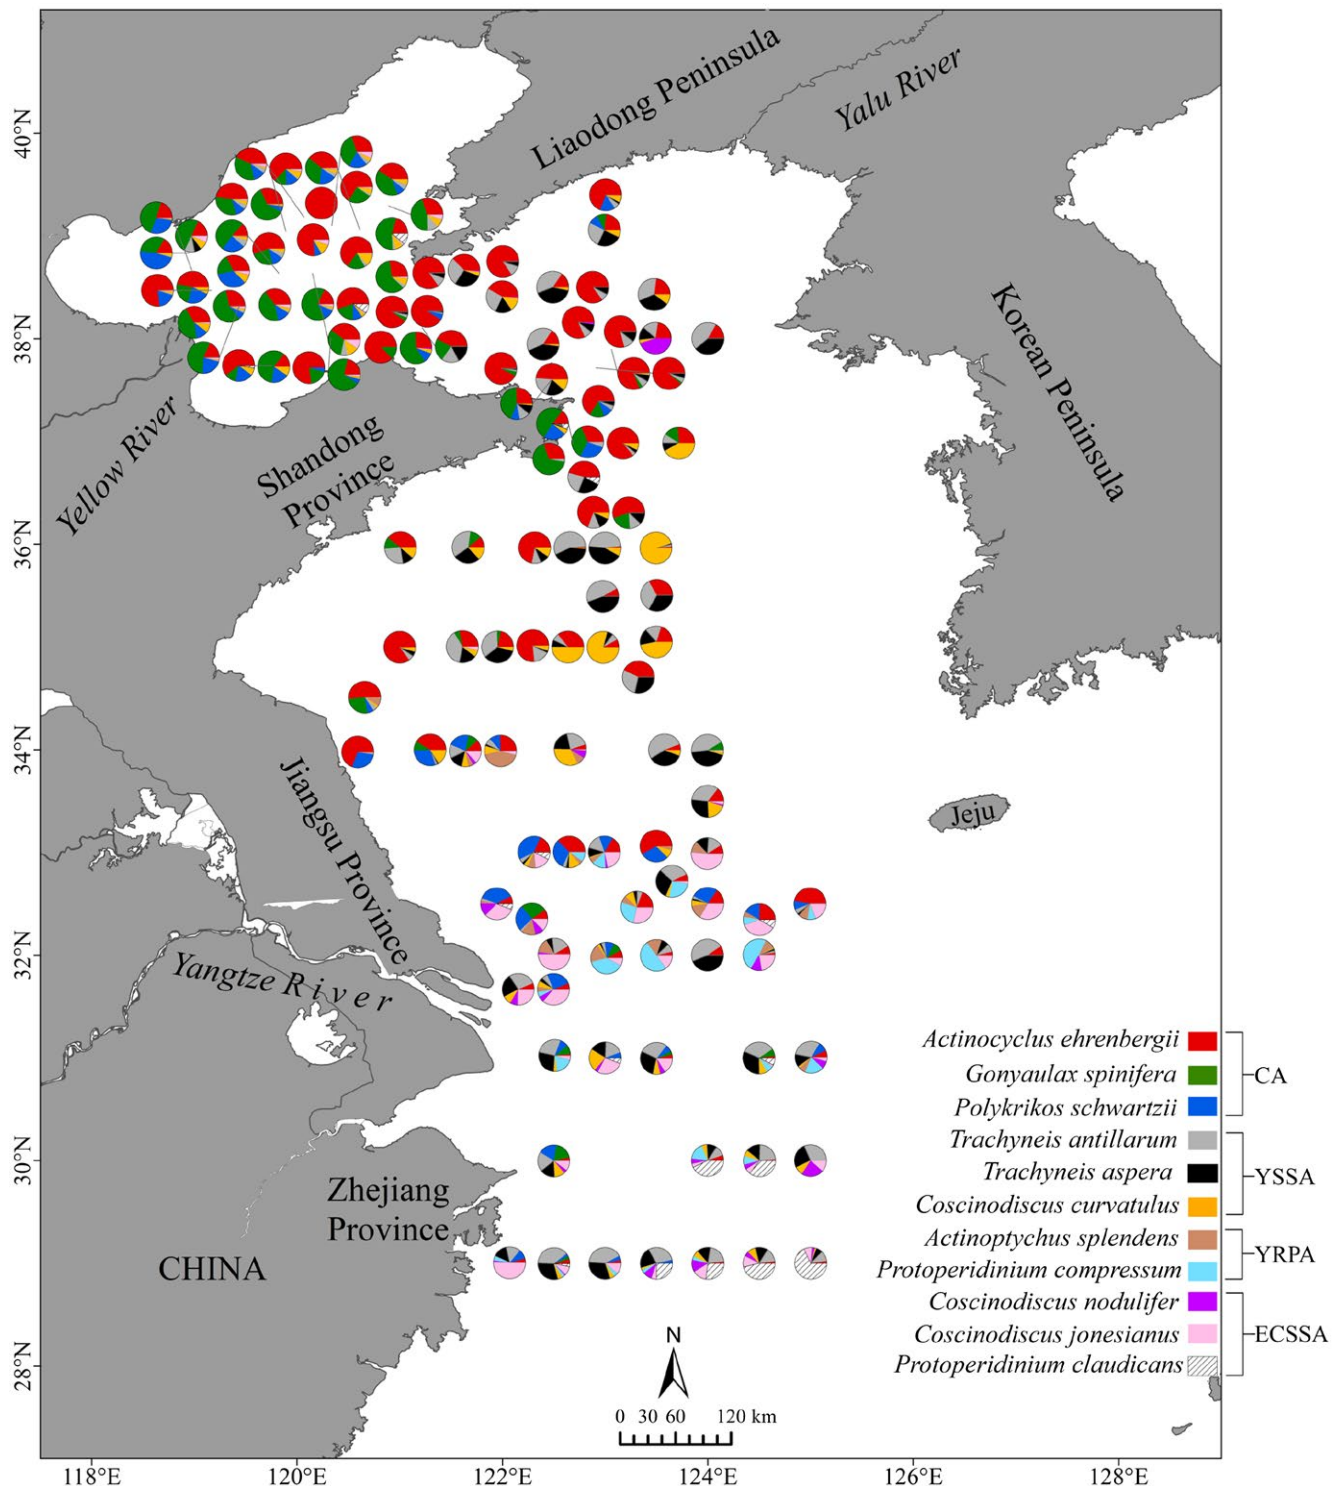 40°N
38°N
36°N
34°N
32°N
30°N
28°N
Liaodong Peninsula
Yalu River
Korean Peninsula
Yellow River
Shandong
Province
Jiangsu Province
Jeju
Yangtze River
Zhejiang
Province
CHINA
Actinocyclus ehrenbergii
Gonyaulax spinifera
CA
Polykrikos schwartzii
Trachyneis antillarum
Trachyneis aspera
YSSA
Coscinodiscus curvatulus
Actinoptychus splendens
YRPA
Protoperidinium compressum
Coscinodiscus nodulifer
Coscinodiscus jonesianus
ECSSA
Protoperidinium claudicans
N
0 30 60 120 km
118°E 120°E 122°E 124°E 126°E 128°E